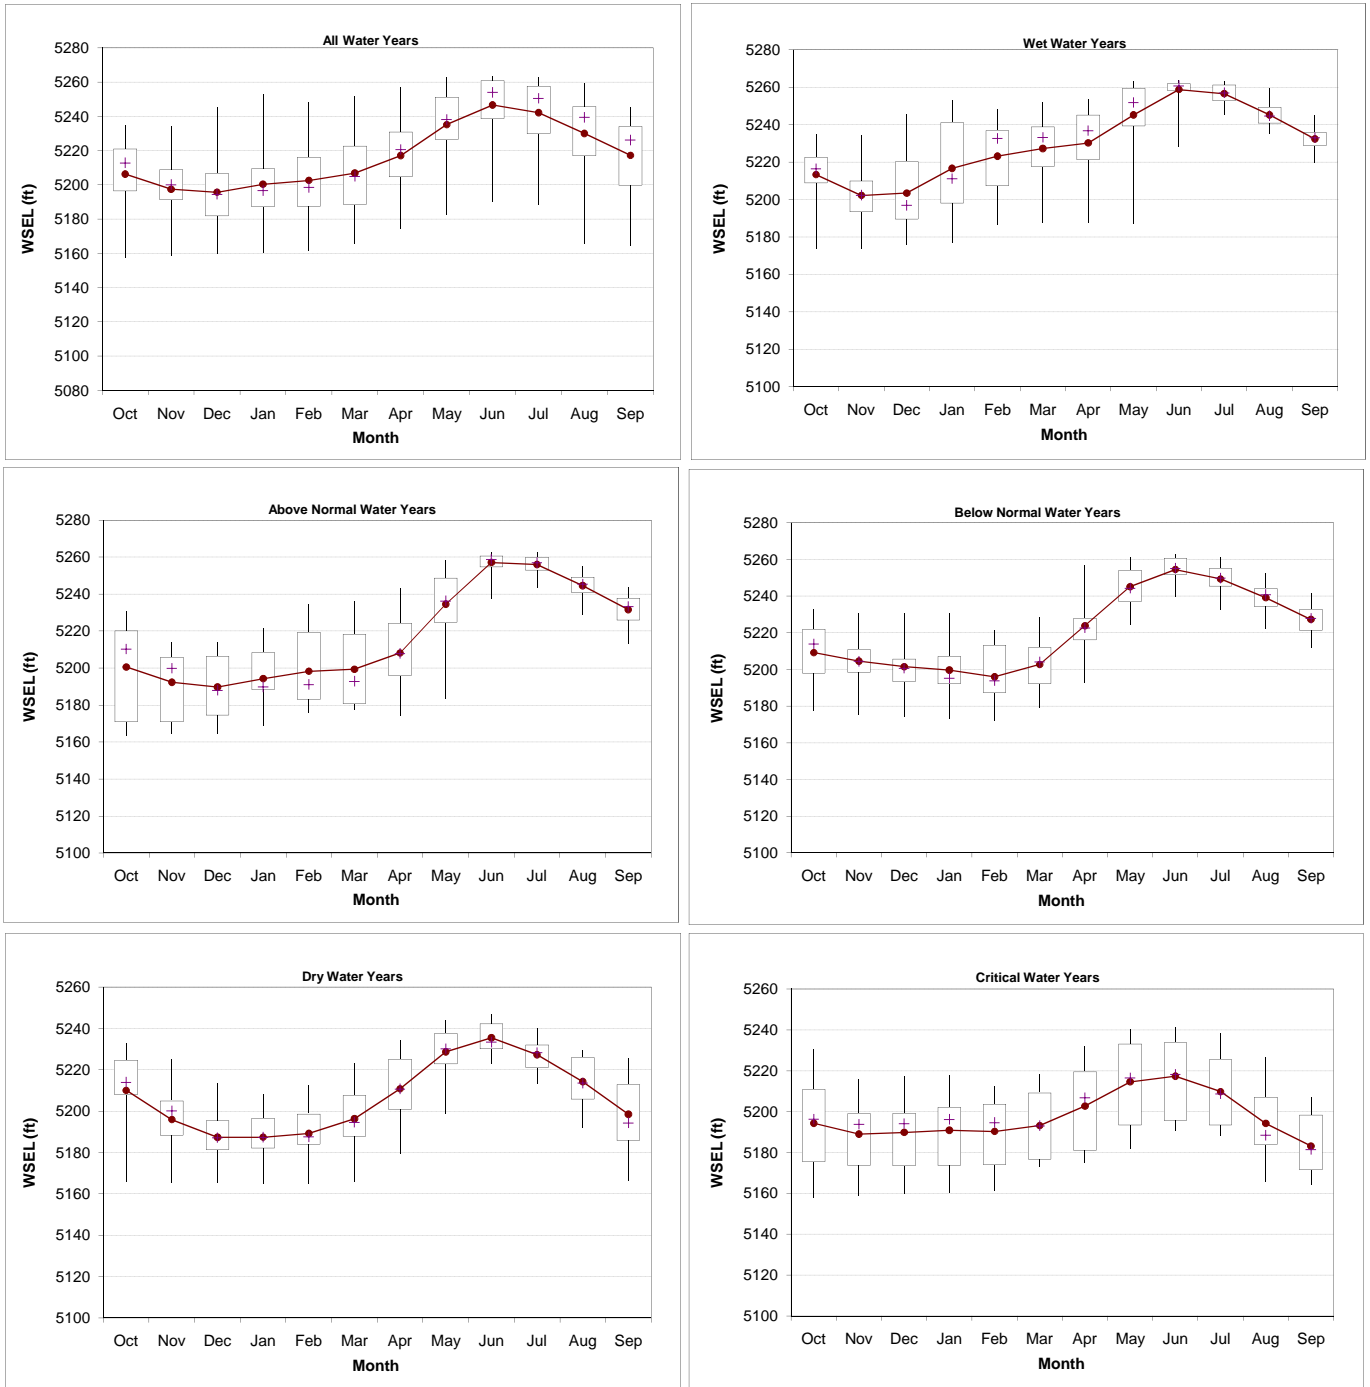 All Water Years
5280
5260
5240
5220
5200
5180
5160
5140
5120
5100
5080
WSEL (ft)
Oct Nov Dec Jan Feb Mar Apr May Jun Jul Aug Sep
Month
Wet Water Years
5280
5260
5240
5220
5200
5180
5160
5140
5120
5100
WSEL (ft)
Oct Nov Dec Jan Feb Mar Apr May Jun Jul Aug Sep
Month
Above Normal Water Years
5280
5260
5240
5220
5200
5180
5160
5140
5120
5100
WSEL (ft)
Oct Nov Dec Jan Feb Mar Apr May Jun Jul Aug Sep
Month
Below Normal Water Years
5280
5260
5240
5220
5200
5180
5160
5140
5120
5100
WSEL (ft)
Oct Nov Dec Jan Feb Mar Apr May Jun Jul Aug Sep
Month
Dry Water Years
5260
5240
5220
5200
5180
5160
5140
5120
5100
WSEL (ft)
Oct Nov Dec Jan Feb Mar Apr May Jun Jul Aug Sep
Month
Critical Water Years
5260
5240
5220
5200
5180
5160
5140
5120
5100
WSEL (ft)
Oct Nov Dec Jan Feb Mar Apr May Jun Jul Aug Sep
Month